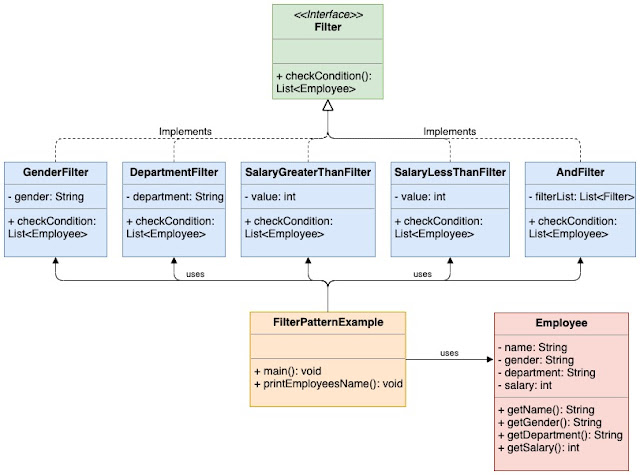 <<Interface>>
Filter
+ checkCondition():
List<Employee>
Implements
Implements
GenderFilter
- gender: String
+ checkCondition:
List<Employee>
DepartmentFilter
- department: String
+ checkCondition:
List<Employee>
SalaryGreaterThanFilter
- value: int
+ checkCondition:
List<Employee>
SalaryLessThanFilter
- value: int
+ checkCondition:
List<Employee>
AndFilter
- filterList: List<Filter>
+ checkCondition:
List<Employee>
uses
uses
FilterPatternExample
+ main(): void
+ printEmployeesName(): void
uses
Employee
- name: String
- gender: String
- department: String
- salary: int
+ getName(): String
+ getGender(): String
+ getDepartment(): String
+ getSalary(): int